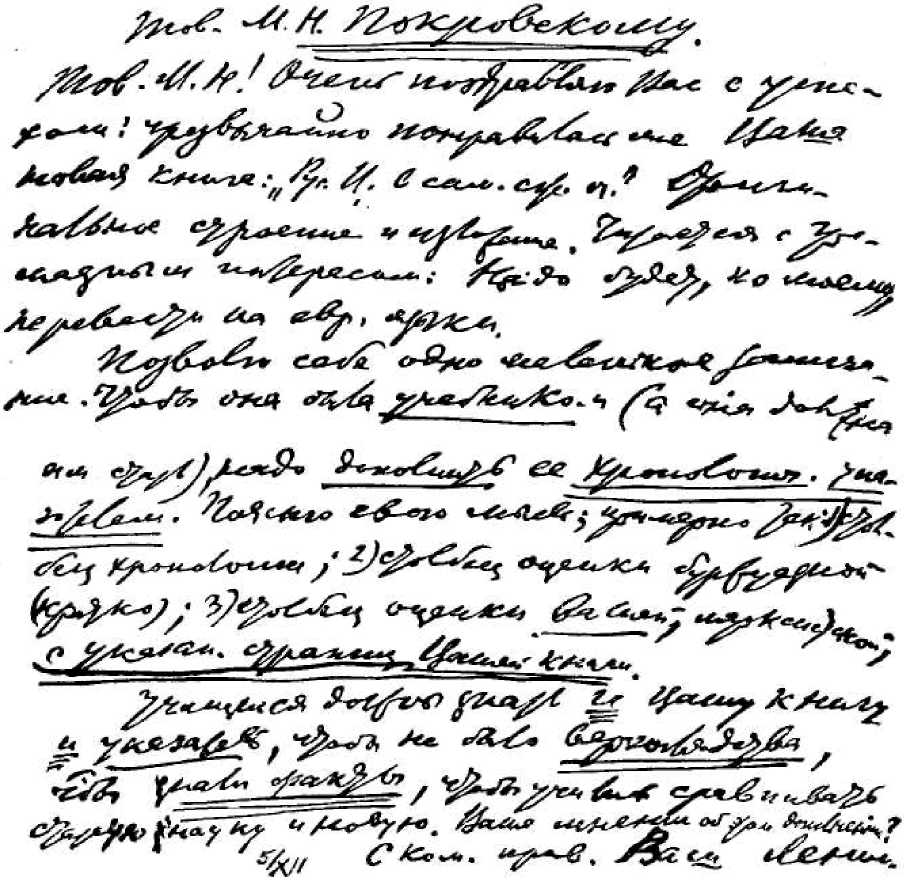 Тов. М. Н. Покровскому.
Тов. М. Н.! Очень поздравляю Вас с успе-
хом: чрезвычайно понравилась мне Ваша
новая книга: „Рус. И. в сам. сж. оч.“ Ориги-
нальное строение и изложение. Читается с гро-
мадным интересом. Надо будет, по-моему,
перевести на евр. языки.
Позволю себе одно маленькое замеча-
ние. Чтобы она была учебником (а она должна
им стать), надо дополнить ее хронологич. ука-
зателем. Поясню свою мысль; примерно так: 1) стол-
бец хронологии; 2) столбец оценки буржуазной
(кратко); 3) столбец оценки Вашей, марксистской;
с указан. страниц Вашей книги.
Учащиеся должны знать и Вашу книгу
и указатель, чтобы не было верхоглядства,
чтобы знали факты, чтобы учились сравнивать
старую науку и новую. Ваше мнение об этом дополнении?
5/XII С ком. прив. Ваш Ленин.